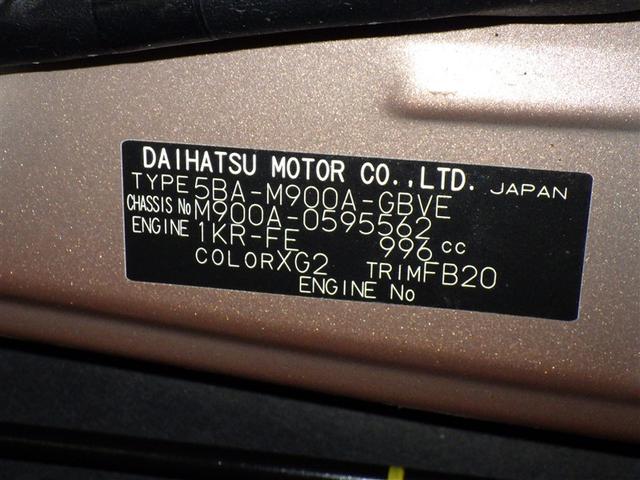 DAIHATSU MOTOR CO.,LTD. JAPAN
TYPE 5BA-M900A-GBVE
CHASSIS No M900A-0595562
ENGINE 1KR-FE 996 cc
COLOR XG2 TRIM FB20
ENGINE No